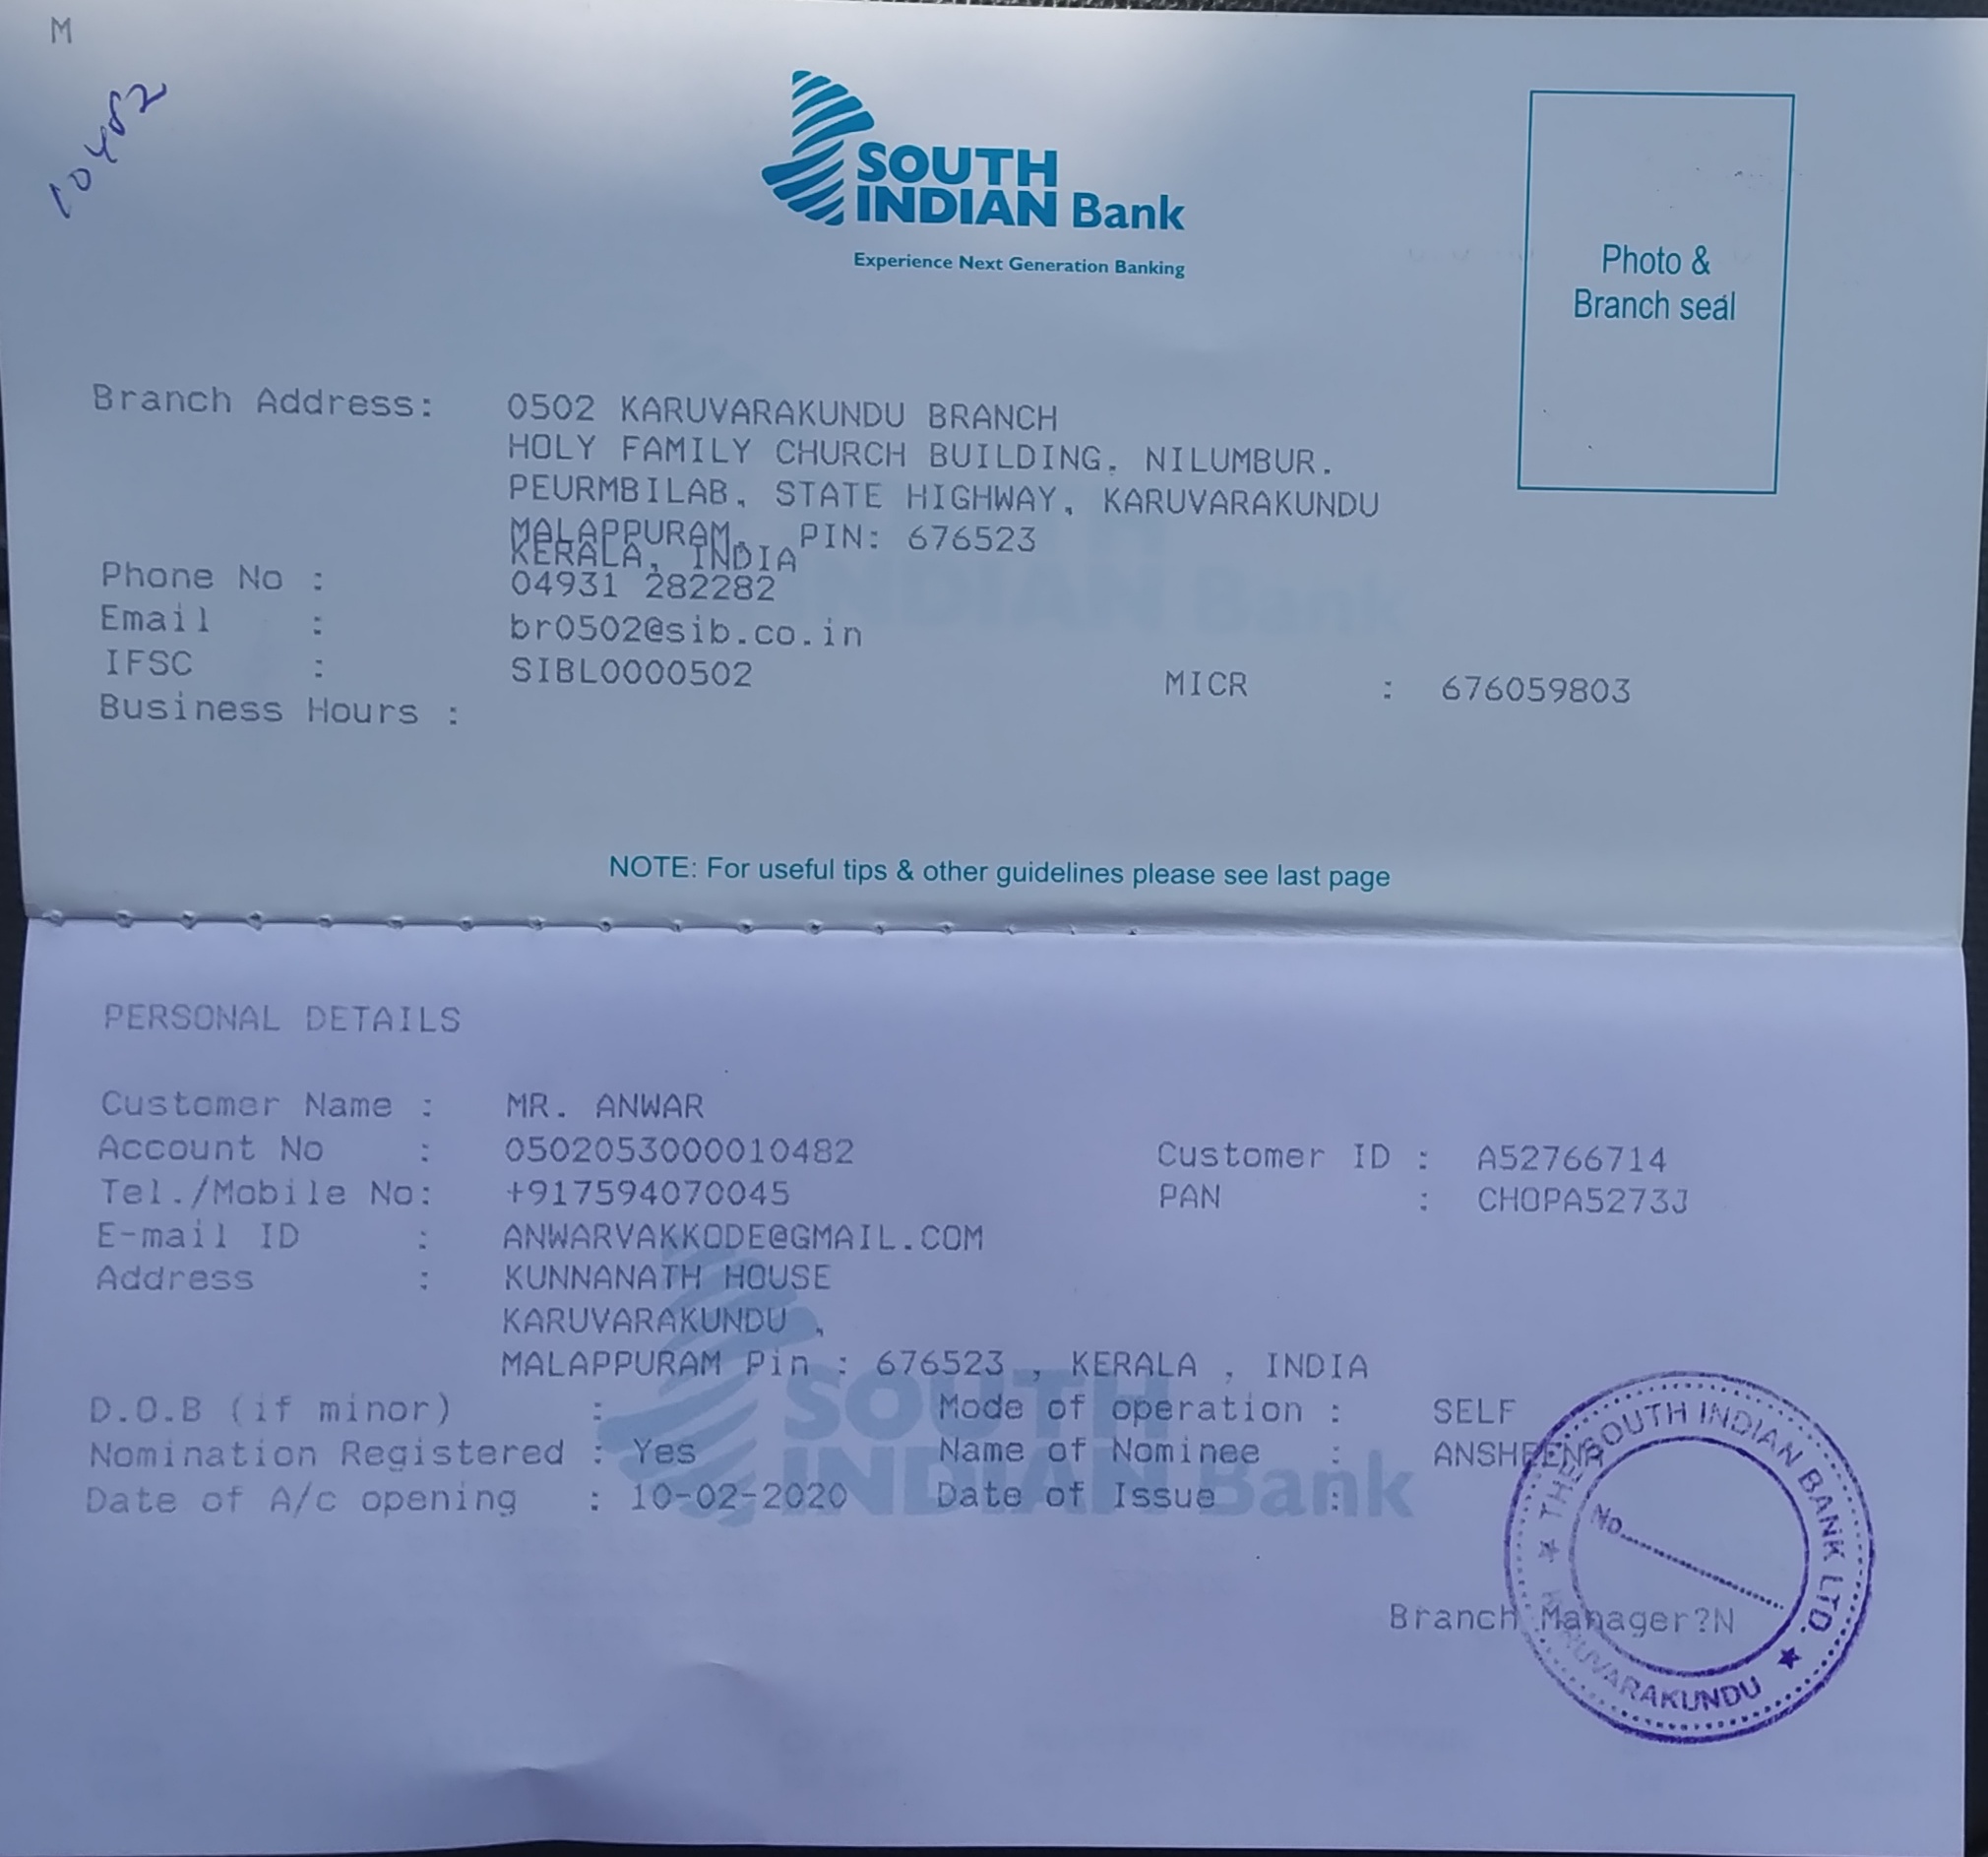 M
10482
SOUTH
INDIAN Bank
Experience Next Generation Banking
Photo &
Branch seal
Branch Address: 0502 KARUVARAKUNDU BRANCH
HOLY FAMILY CHURCH BUILDING, NILUMBUR.
PEURMBILAB, STATE HIGHWAY, KARUVARAKUNDU
MALAPPURAM, PIN: 676523
KERALA, INDIA
Phone No : 04931 282282
Email : br0502@sib.co.in
IFSC : SIBL0000502 MICR : 676059803
Business Hours :
NOTE: For useful tips & other guidelines please see last page
PERSONAL DETAILS
Customer Name : MR. ANWAR
Account No : 0502053000010482 Customer ID : A52766714
Tel./Mobile No: +917594070045 PAN : CHOPA5273J
E-mail ID : ANWARVAKKODE@GMAIL.COM
Address : KUNNANATH HOUSE
KARUVARAKUNDU ,
MALAPPURAM Pin : 676523 , KERALA , INDIA
D.O.B (if minor) : Mode of operation : SELF
Nomination Registered : Yes Name of Nominee : ANSHEENA
Date of A/c opening : 10-02-2020 Date of Issue :
Branch Manager?N
THE SOUTH INDIAN BANK LTD.
KARUVARAKUNDU
No.
SOUTH
INDIAN Bank